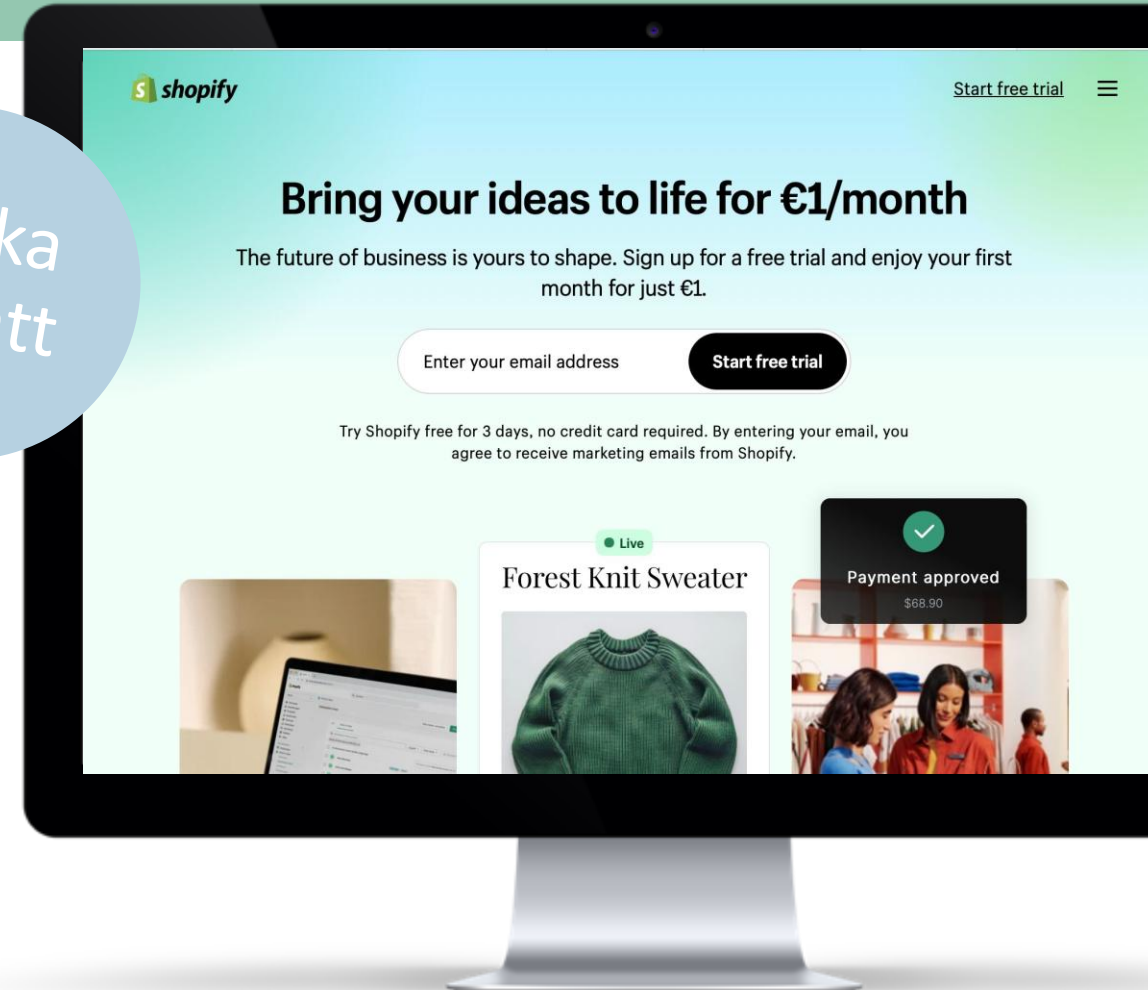 shopify
Start free trial
Bring your ideas to life for €1/month
The future of business is yours to shape. Sign up for a free trial and enjoy your first
month for just €1.
Enter your email address
Start free trial
Try Shopify free for 3 days, no credit card required. By entering your email, you
agree to receive marketing emails from Shopify.
Live
Forest Knit Sweater
Payment approved
$68.90